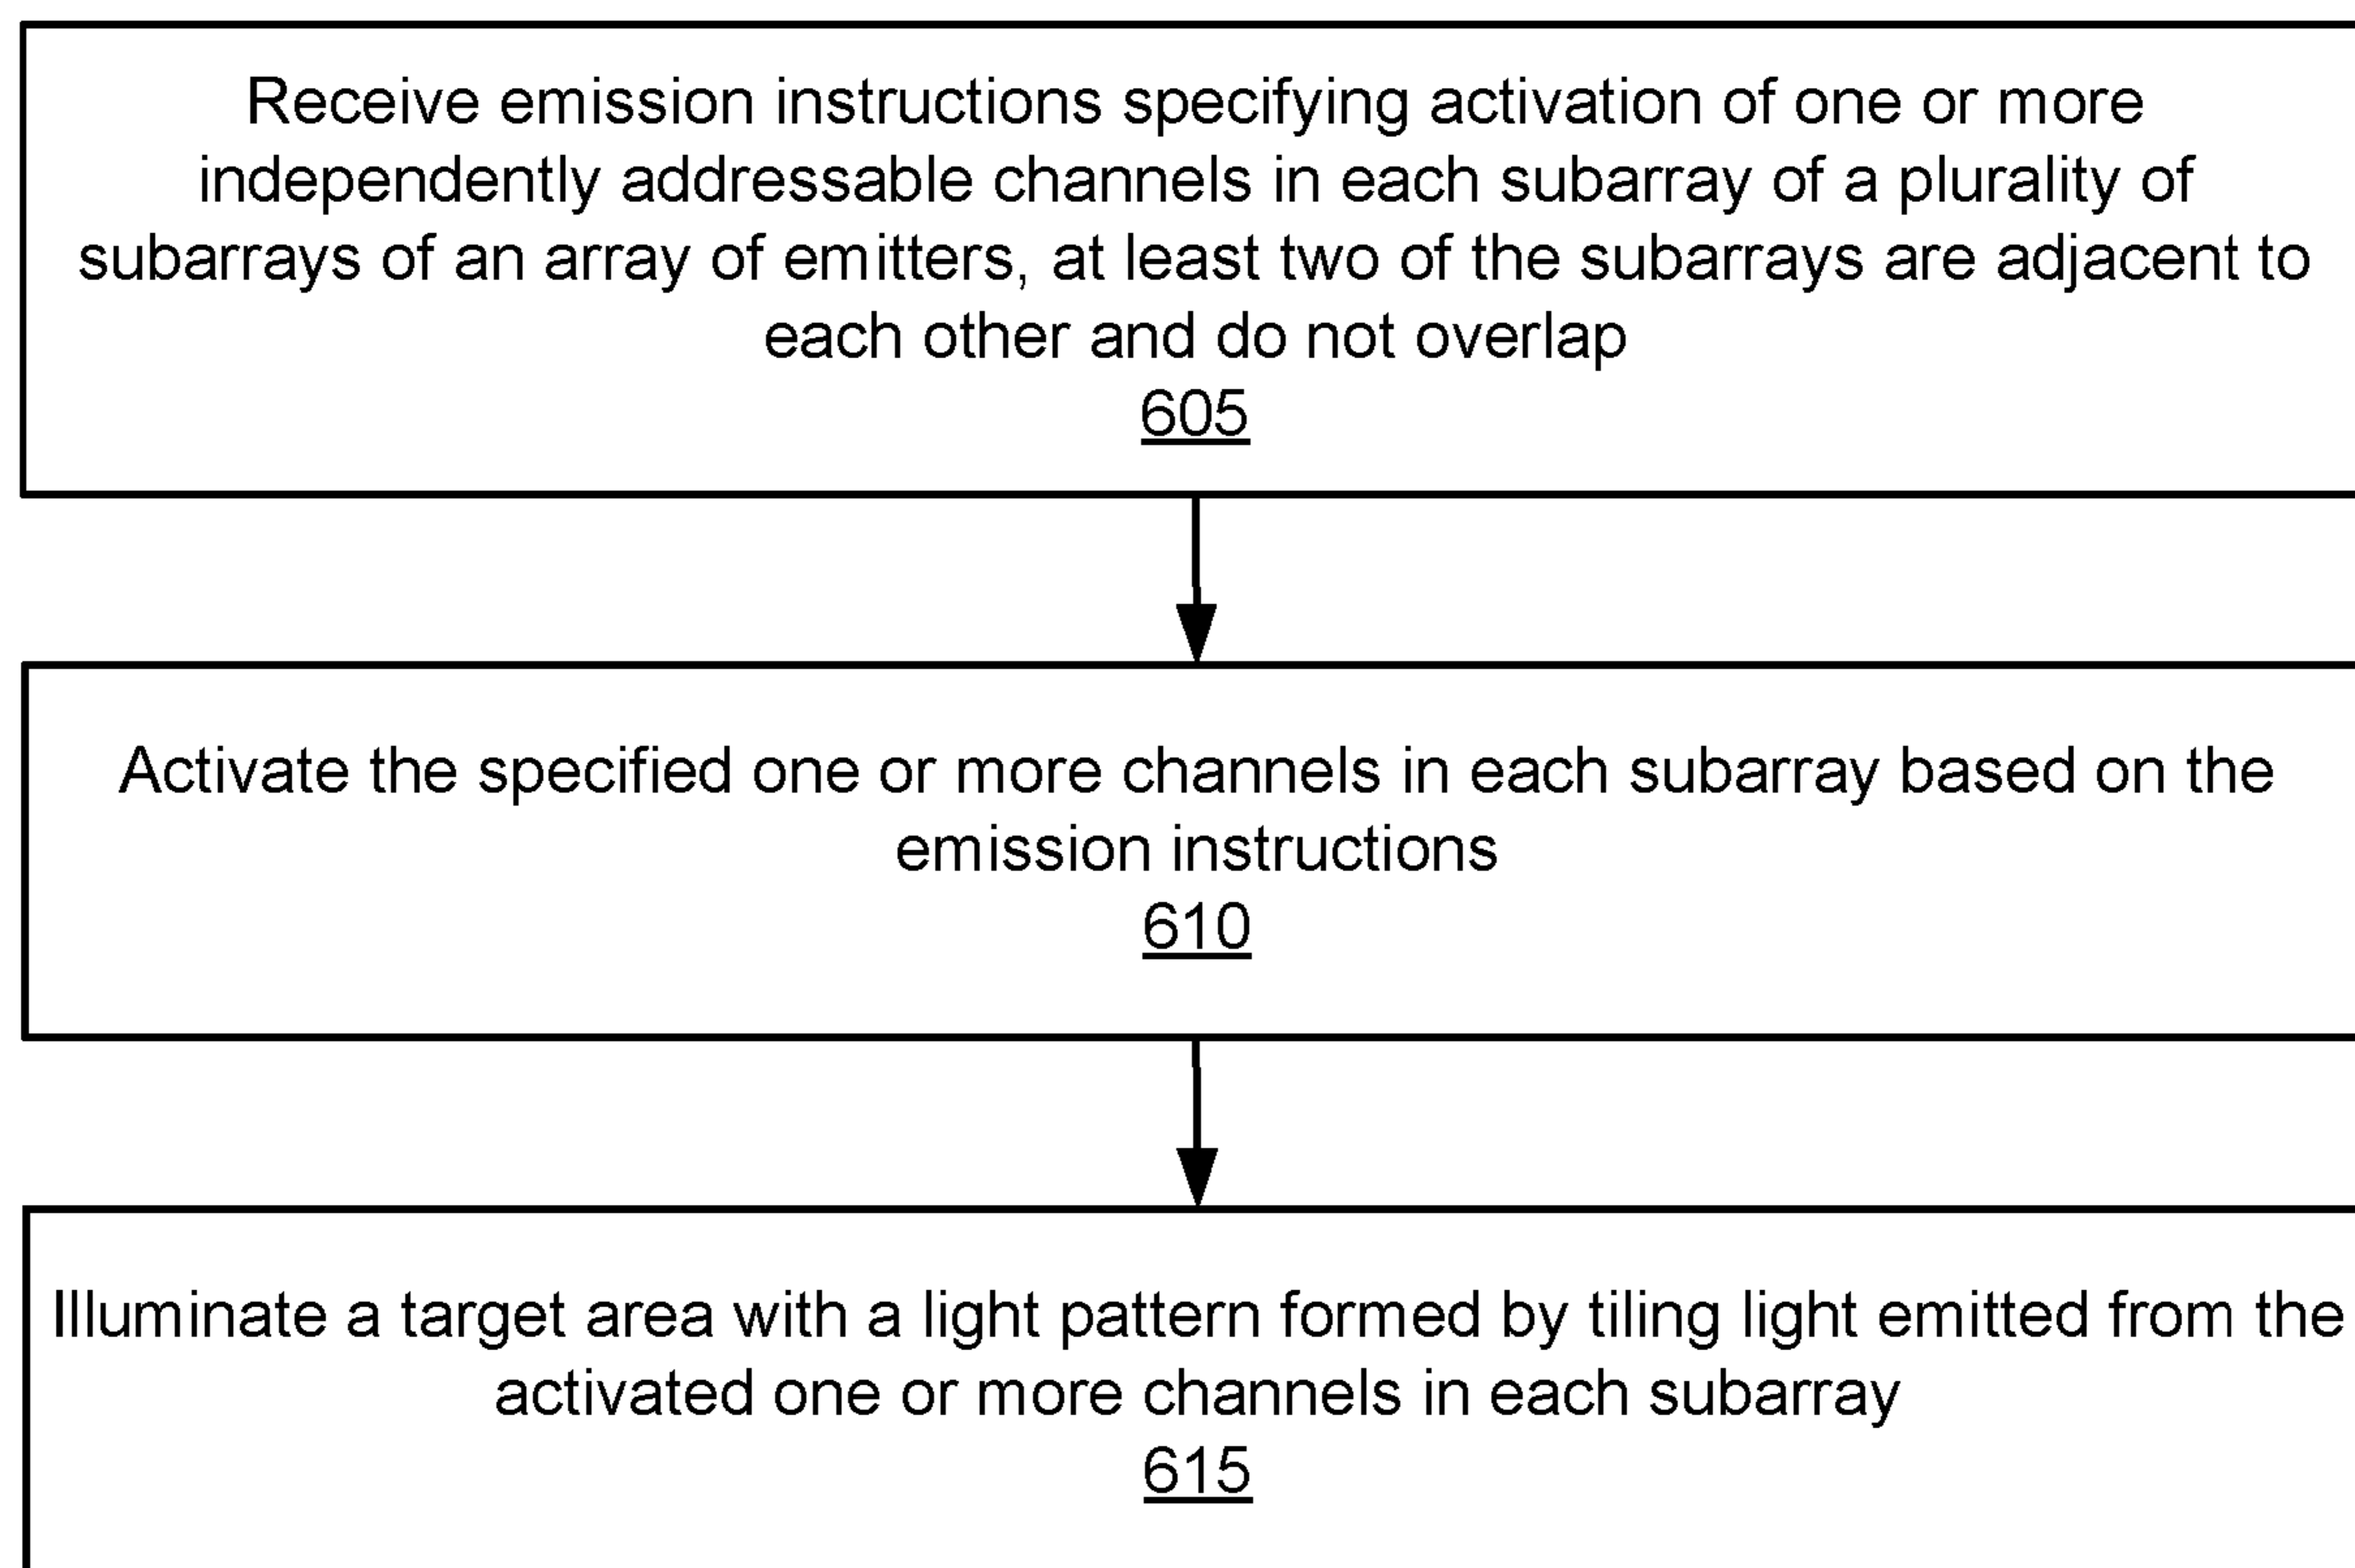 Receive emission instructions specifying activation of one or more
independently addressable channels in each subarray of a plurality of
subarrays of an array of emitters, at least two of the subarrays are adjacent to
each other and do not overlap
605
Activate the specified one or more channels in each subarray based on the
emission instructions
610
Illuminate a target area with a light pattern formed by tiling light emitted from the
activated one or more channels in each subarray
615